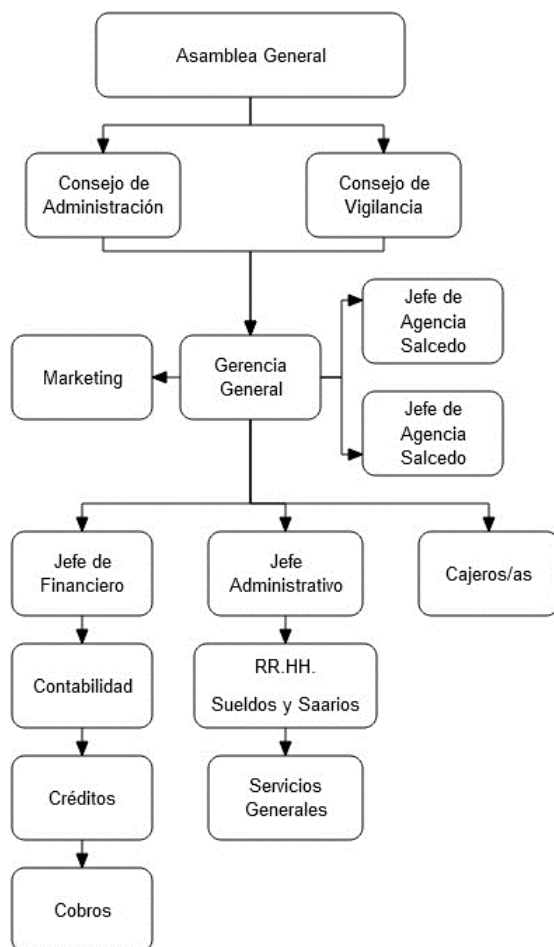 Asamblea General
Consejo de
Administración
Consejo de
Vigilancia
Jefe de
Agencia
Salcedo
Marketing
Gerencia
General
Jefe de
Agencia
Salcedo
Jefe de
Financiero
Jefe
Administrativo
Cajeros/as
Contabilidad
RR.HH.
Sueldos y Saarios
Créditos
Servicios
Generales
Cobros